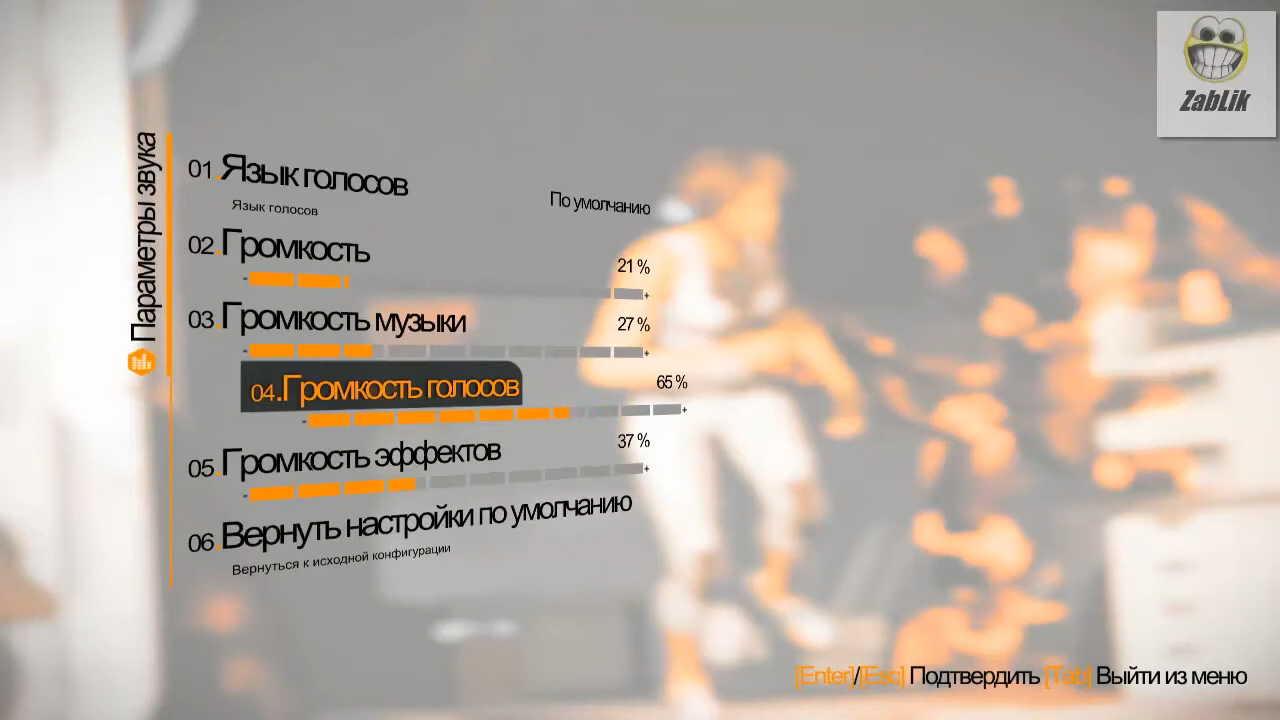 ZabLik
Параметры звука
01.Язык голосов
Язык голосов
По умолчанию
02.Громкость
21 %
- +
03.Громкость музыки
27 %
- +
04.Громкость голосов
65 %
- +
05.Громкость эффектов
37 %
- +
06.Вернуть настройки по умолчанию
Вернуться к исходной конфигурации
[Enter]/[Esc] Подтвердить [Tab] Выйти из меню